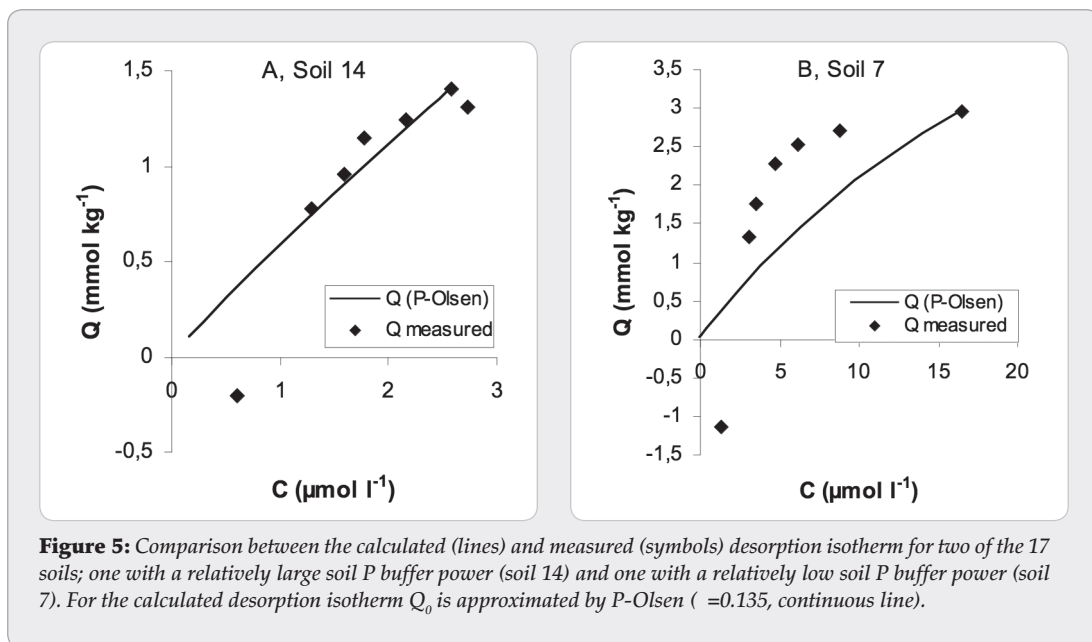 A, Soil 14
1,5
1
0,5
0
-0,5
0
1
2
3
Q (mmol kg⁻¹)
C (µmol l⁻¹)
Q (P-Olsen)
Q measured
B, Soil 7
3,5
3
2,5
2
1,5
1
0,5
0
-0,5
-1
-1,5
0
5
10
15
20
Q (mmol kg⁻¹)
C (µmol l⁻¹)
Q (P-Olsen)
Q measured
Figure 5: Comparison between the calculated (lines) and measured (symbols) desorption isotherm for two of the 17
soils; one with a relatively large soil P buffer power (soil 14) and one with a relatively low soil P buffer power (soil
7). For the calculated desorption isotherm Q₀ is approximated by P-Olsen ( =0.135, continuous line).